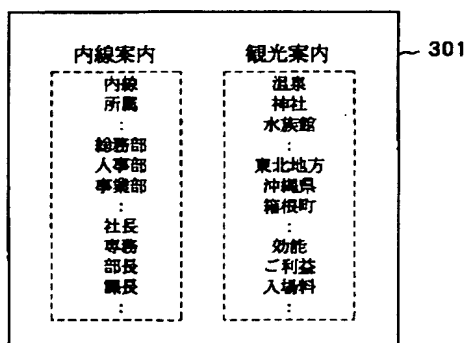 内線案内
内線
所属
:
総務部
人事部
事業部
:
社長
専務
部長
課長
:
観光案内
温泉
神社
水族館
:
東北地方
沖縄県
箱根町
:
効能
ご利益
入場料
:
301